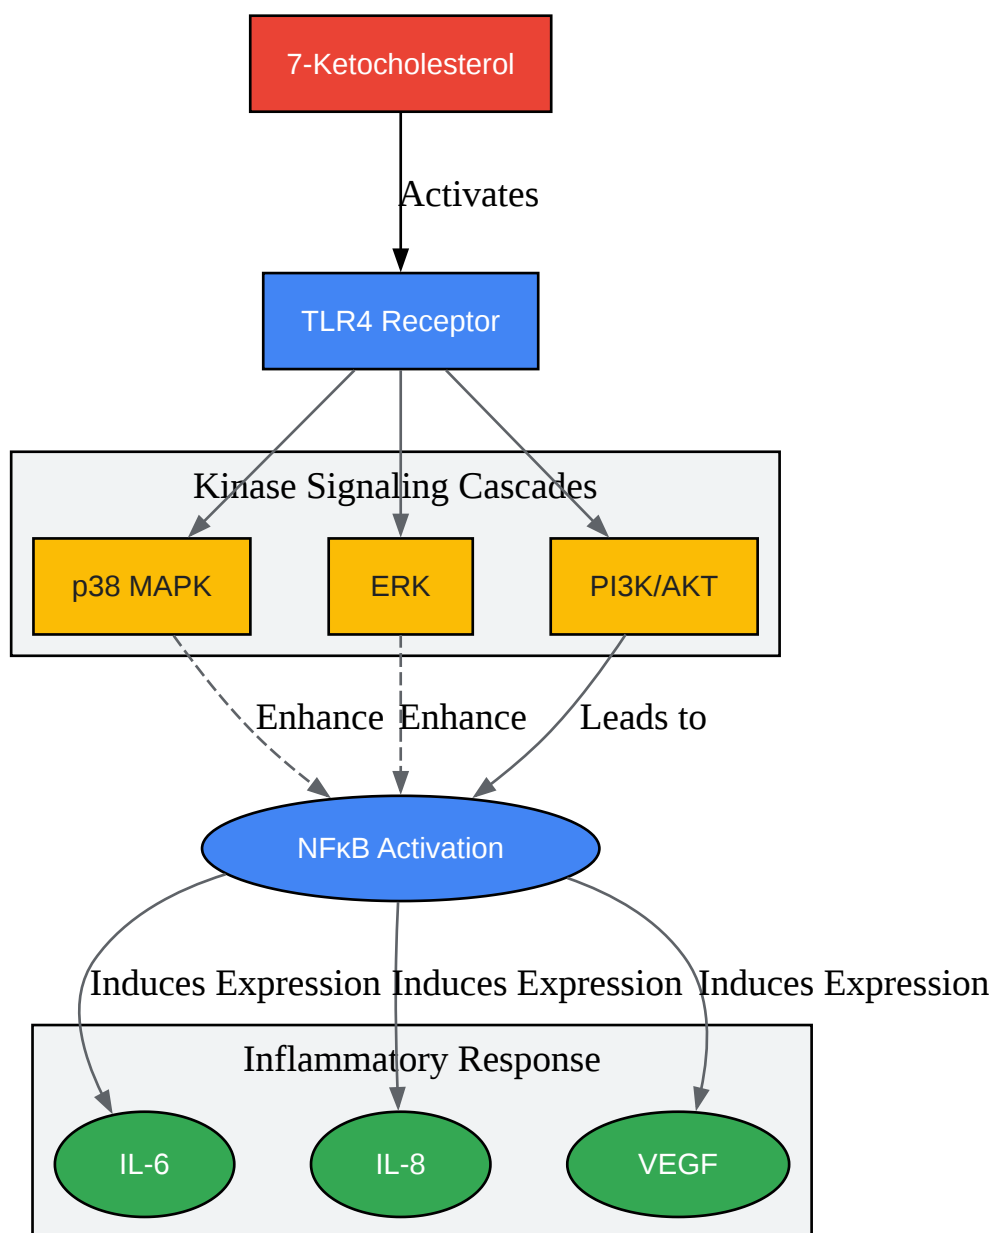 7-Ketocholesterol
Activates
TLR4 Receptor
Kinase Signaling Cascades
p38 MAPK
ERK
PI3K/AKT
Enhance
Enhance
Leads to
NFκB Activation
Induces Expression
Induces Expression
Induces Expression
Inflammatory Response
IL-6
IL-8
VEGF